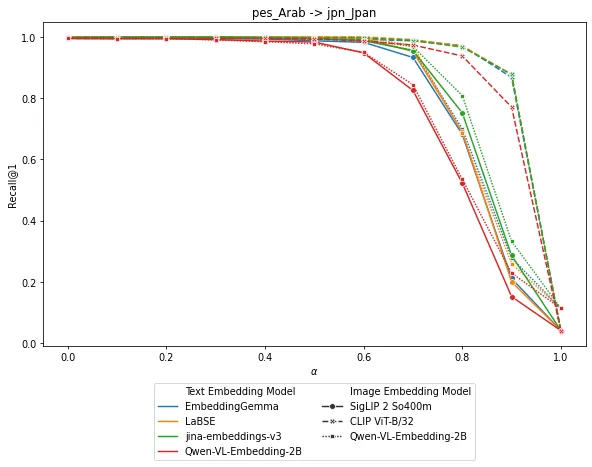 pes_Arab -> jpn_Jpan
Recall@1
1.0
0.8
0.6
0.4
0.2
0.0
0.0 0.2 0.4 0.6 0.8 1.0
α
Text Embedding Model
EmbeddingGemma
LaBSE
jina-embeddings-v3
Qwen-VL-Embedding-2B
Image Embedding Model
SigLIP 2 So400m
CLIP ViT-B/32
Qwen-VL-Embedding-2B